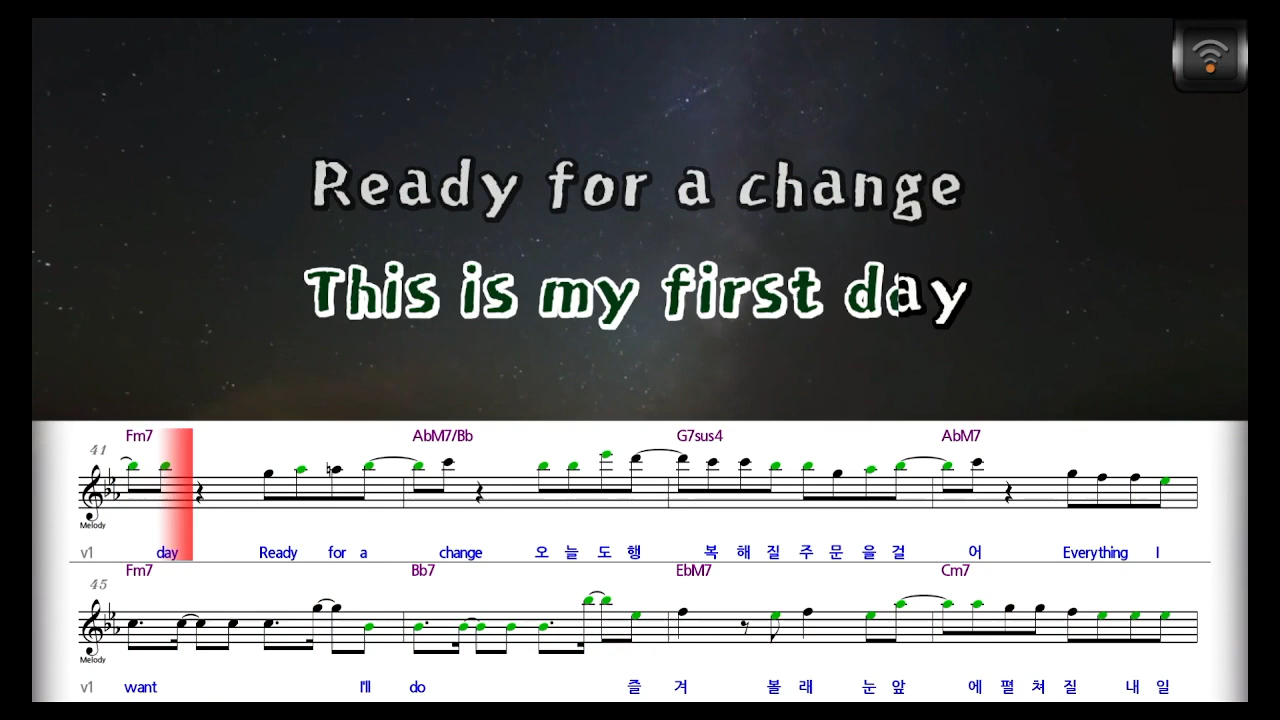 Ready for a change
This is my first day
Fm7 AbM7/Bb G7sus4 AbM7
41
Melody
v1 day Ready for a change 오 늘 도 행 복 해 질 주 문 을 걸 어 Everything I
Fm7 Bb7 EbM7 Cm7
45
Melody
v1 want I'll do 즐 겨 볼 래 눈 앞 에 펼 쳐 질 내 일